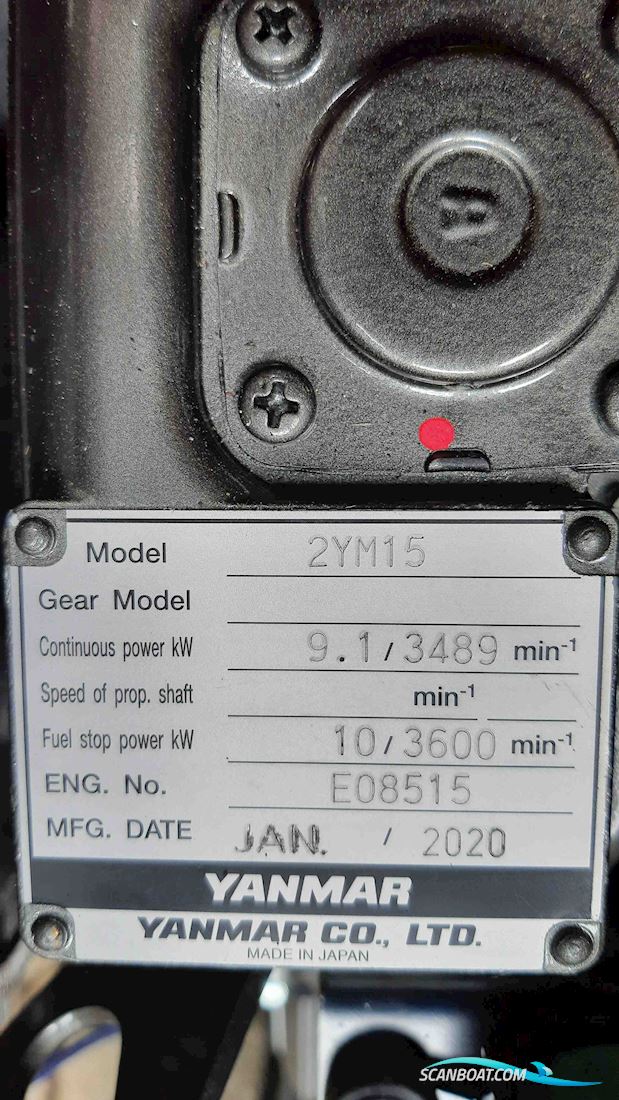 Model 2YM15
Gear Model
Continuous power kW 9.1/3489 min-1
Speed of prop. shaft min-1
Fuel stop power kW 10/3600 min-1
ENG. No. E08515
MFG. DATE JAN. / 2020
YANMAR
YANMAR CO., LTD.
MADE IN JAPAN
SCANBOAT.COM